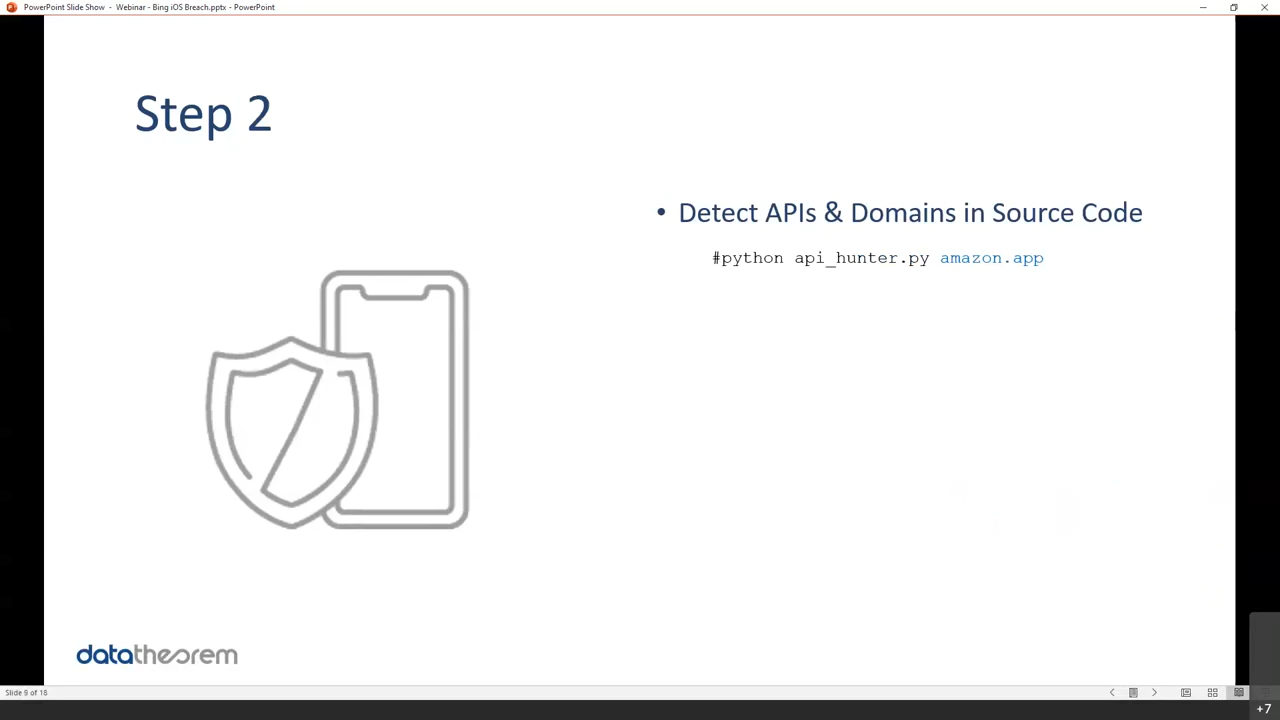 PowerPoint Slide Show - Webinar - Bing iOS Breach.pptx - PowerPoint
Step 2
• Detect APIs & Domains in Source Code
#python api_hunter.py amazon.app
datatheorem
Slide 9 of 18
+7